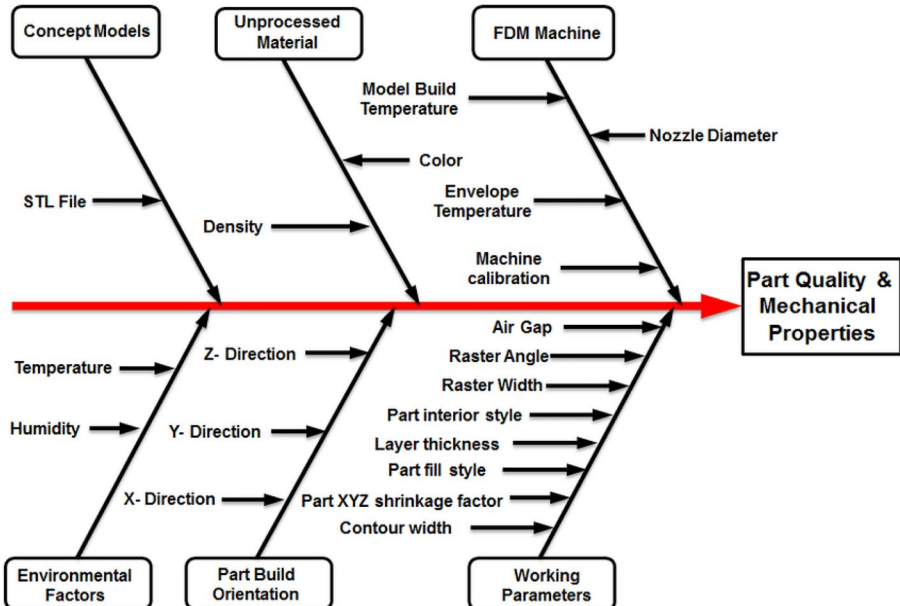 Concept Models
Unprocessed
Material
FDM Machine
Model Build
Temperature
Nozzle Diameter
Color
Envelope
Temperature
STL File
Density
Machine
calibration
Part Quality &
Mechanical
Properties
Air Gap
Z- Direction
Raster Angle
Temperature
Raster Width
Part interior style
Humidity
Y- Direction
Layer thickness
Part fill style
X- Direction
Part XYZ shrinkage factor
Contour width
Environmental
Factors
Part Build
Orientation
Working
Parameters